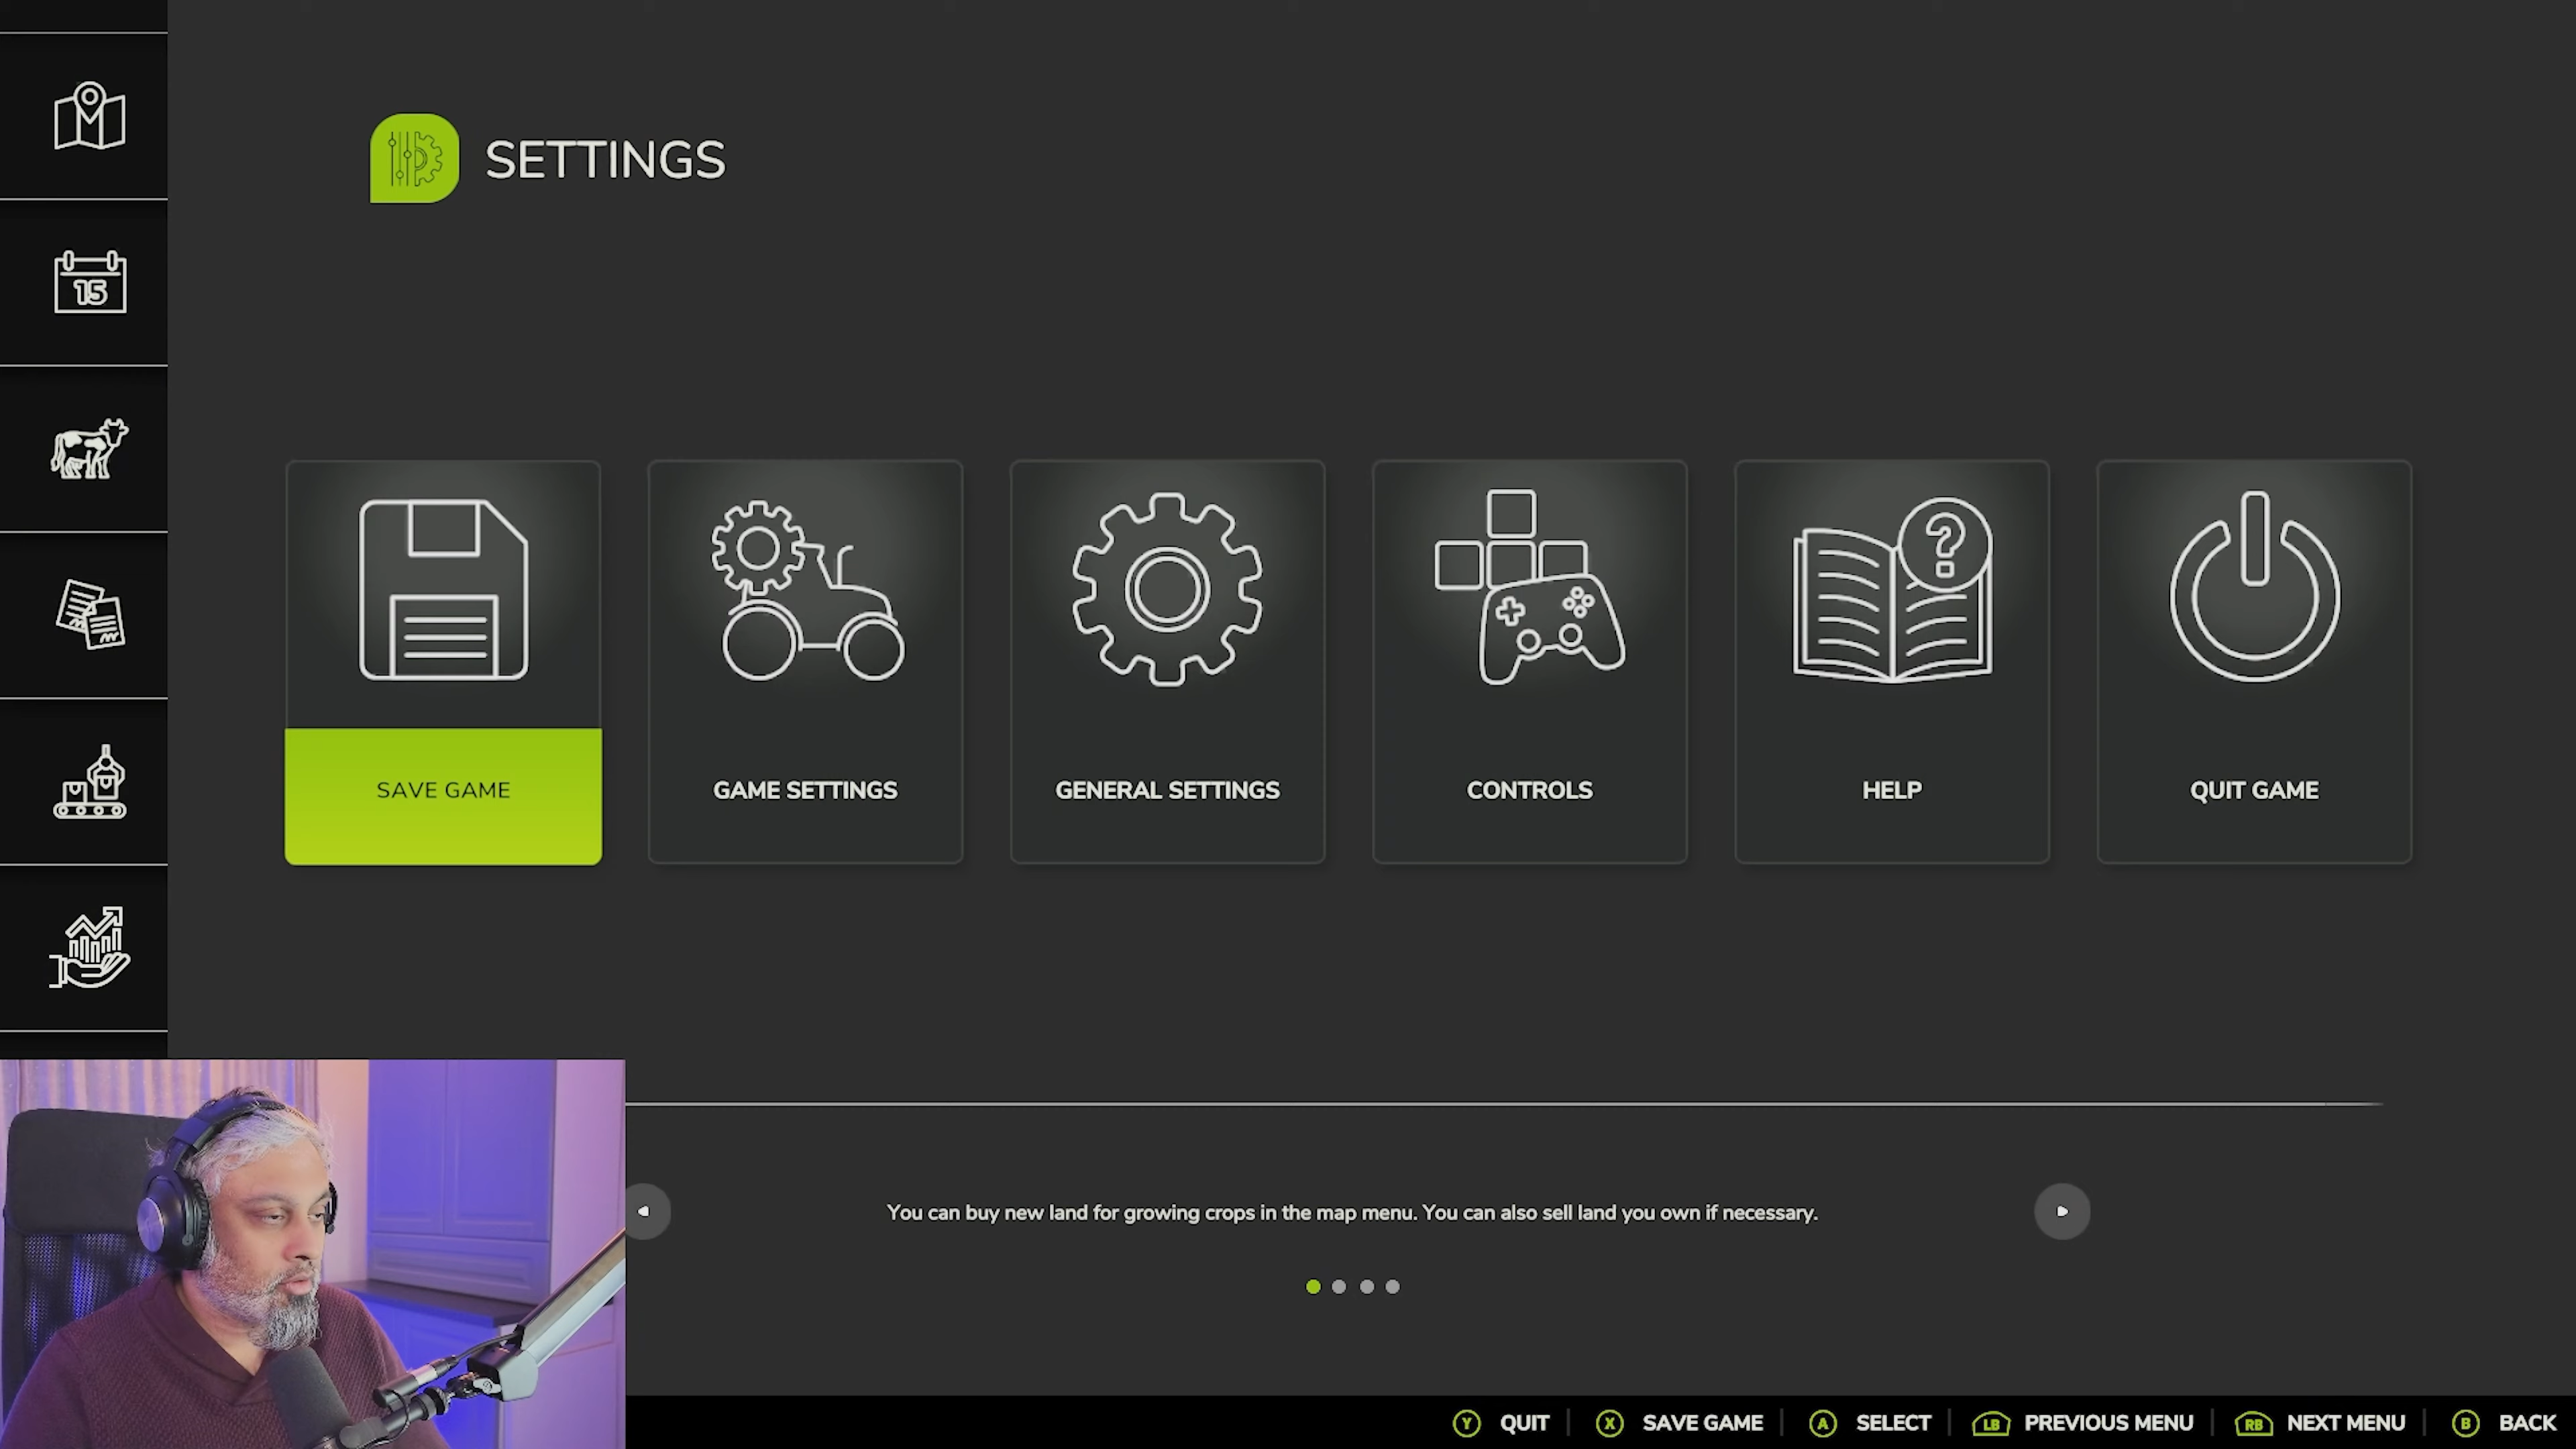 SETTINGS
15
SAVE GAME
GAME SETTINGS
GENERAL SETTINGS
CONTROLS
HELP
QUIT GAME
You can buy new land for growing crops in the map menu. You can also sell land you own if necessary.
Y QUIT X SAVE GAME A SELECT LB PREVIOUS MENU RB NEXT MENU B BACK